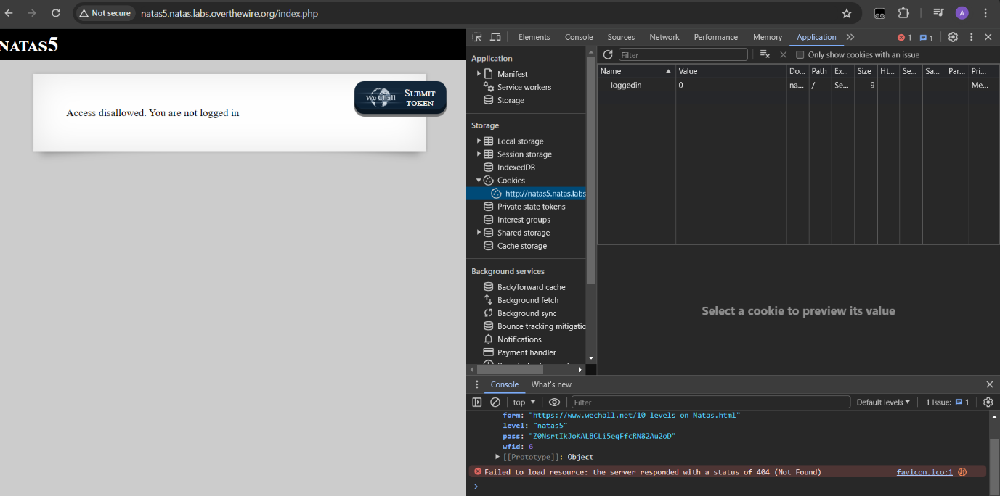 Not secure natas5.natas.labs.overthewire.org/index.php A
NATAS5
Access disallowed. You are not logged in
We Chall
SUBMIT
TOKEN
Elements Console Sources Network Performance Memory Application 1 1
Application
Manifest
Service workers
Storage
Storage
Local storage
Session storage
IndexedDB
Cookies
http://natas5.natas.labs
Private state tokens
Interest groups
Shared storage
Cache storage
Background services
Back/forward cache
Background fetch
Background sync
Bounce tracking mitigatic
Notifications
Payment handler
Filter Only show cookies with an issue
Name Value Do... Path Ex... Size Ht... Se... Sa... Par... Pri...
loggedin 0 na... / Se... 9 Me...
Select a cookie to preview its value
Console What's new
top Filter Default levels 1 Issue: 1
form: "https://www.wechall.net/10-levels-on-Natas.html"
level: "natas5"
pass: "Z0NsrtIkJoKALBCLi5eqFfcRN82Au2oD"
wfid: 6
[[Prototype]]: Object
Failed to load resource: the server responded with a status of 404 (Not Found) favicon.ico:1